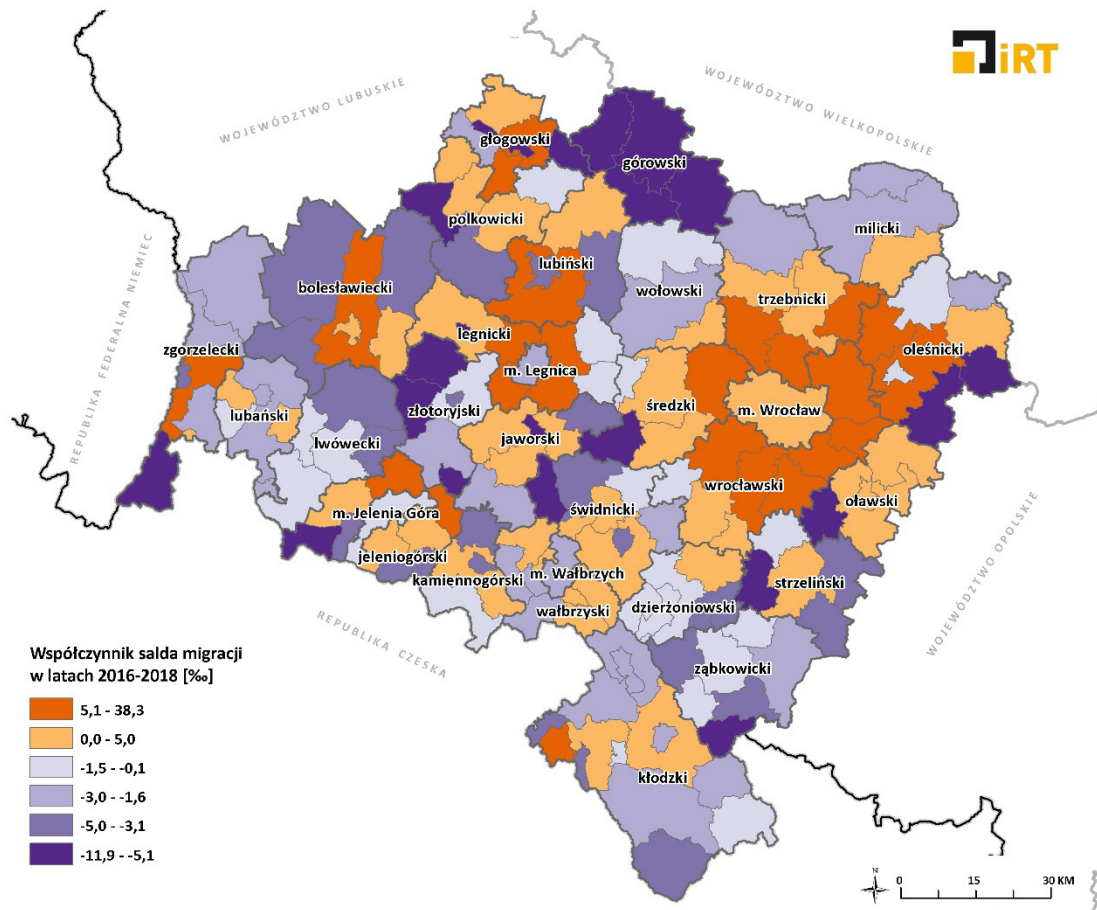 iRT
WOJEWÓDZTWO LUBUSKIE
WOJEWÓDZTWO WIELKOPOLSKIE
głogowski
górowski
polkowicki
milicki
REPUBLIKA FEDERALNA NIEMIEC
lubiński
bolesławiecki
wołowski
trzebnicki
legnicki
zgorzelecki
oleśnicki
m. Legnica
złotoryjski
średzki
m. Wrocław
lubański
jaworski
lwówecki
wrocławski
oławski
m. Jelenia Góra
świdnicki
jeleniogórski
kamiennogórski
m. Wałbrzych
strzeliński
wałbrzyski
dzierżoniowski
WOJEWÓDZTWO OPOLSKIE
REPUBLIKA CZESKA
ząbkowicki
kłodzki
Współczynnik salda migracji
w latach 2016-2018 [‰]
5,1 - 38,3
0,0 - 5,0
-1,5 - -0,1
-3,0 - -1,6
-5,0 - -3,1
-11,9 - -5,1
N
0 15 30 KM